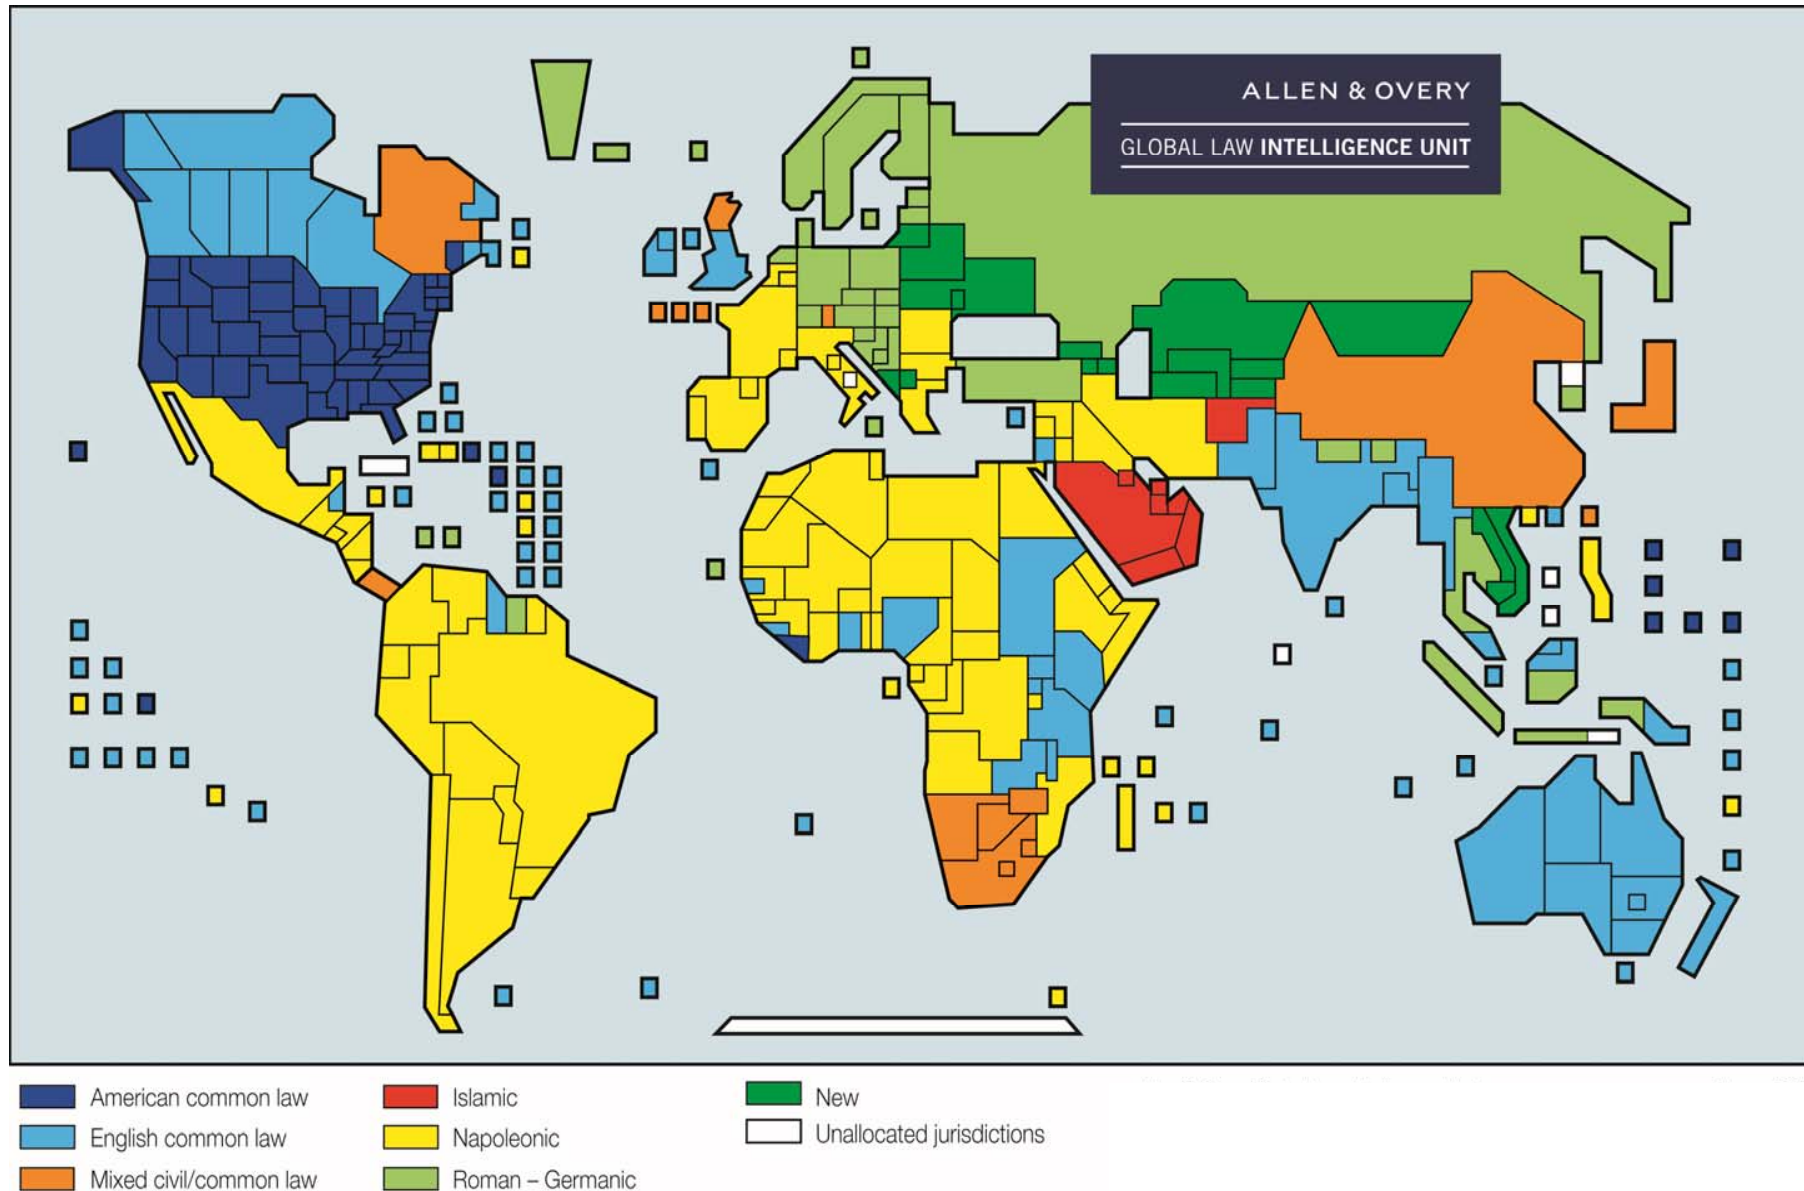 ALLEN & OVERY
GLOBAL LAW INTELLIGENCE UNIT
American common law
English common law
Mixed civil/common law
Islamic
Napoleonic
Roman – Germanic
New
Unallocated jurisdictions